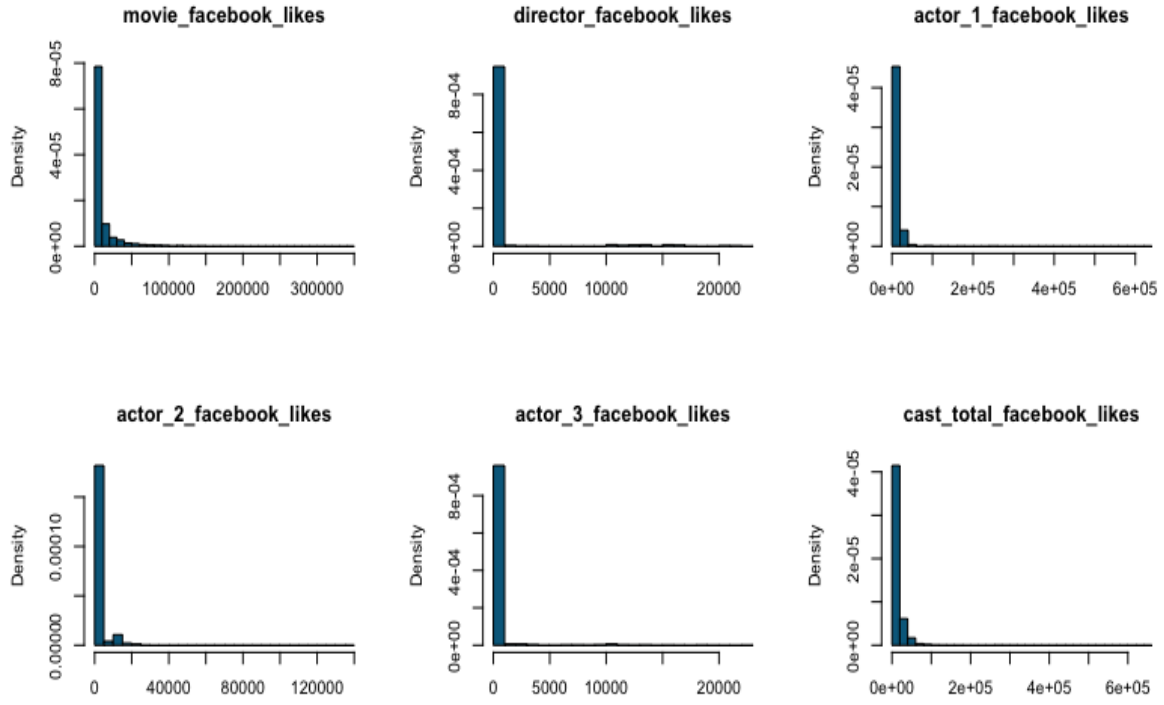 movie_facebook_likes
director_facebook_likes
actor_1_facebook_likes
Density
8e-05
4e-05
0e+00
0 100000 200000 300000
Density
8e-04
4e-04
0e+00
0 5000 10000 20000
Density
4e-05
2e-05
0e+00
0e+00 2e+05 4e+05 6e+05
actor_2_facebook_likes
actor_3_facebook_likes
cast_total_facebook_likes
Density
0.00010
0.00000
0 40000 80000 120000
Density
8e-04
4e-04
0e+00
0 5000 10000 20000
Density
4e-05
2e-05
0e+00
0e+00 2e+05 4e+05 6e+05